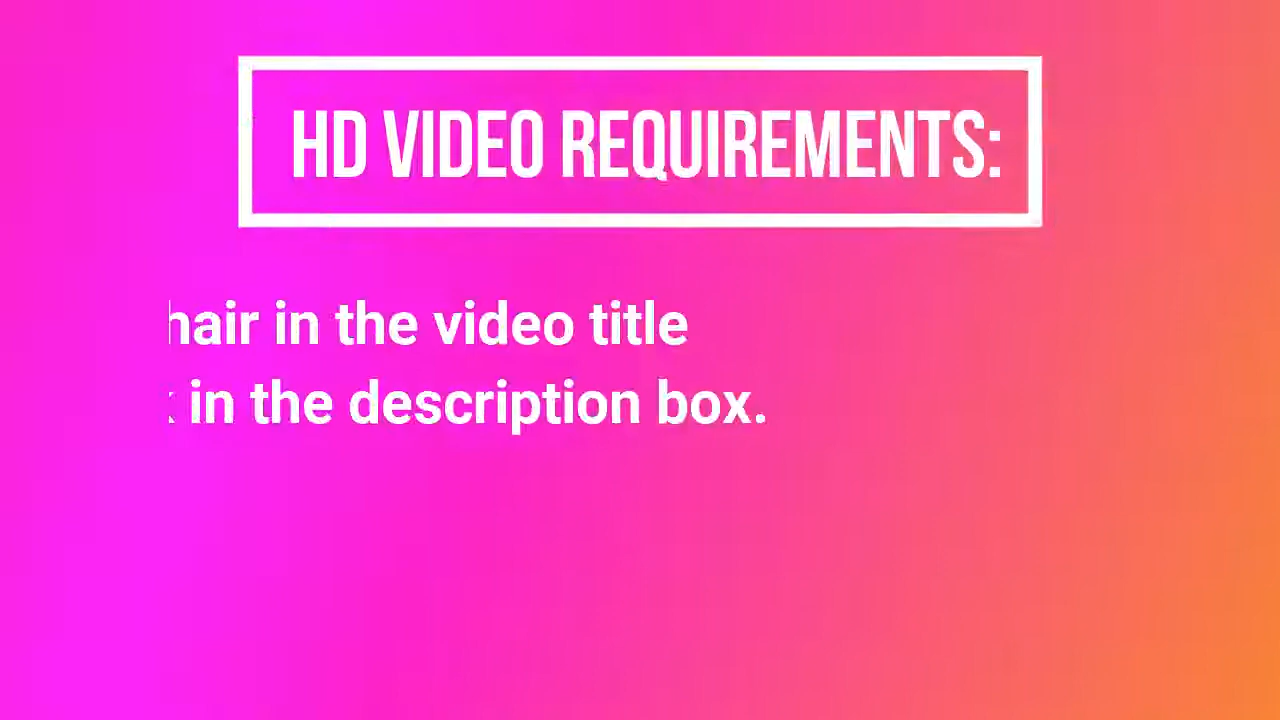 HD VIDEO REQUIREMENTS:
hair in the video title
in the description box.